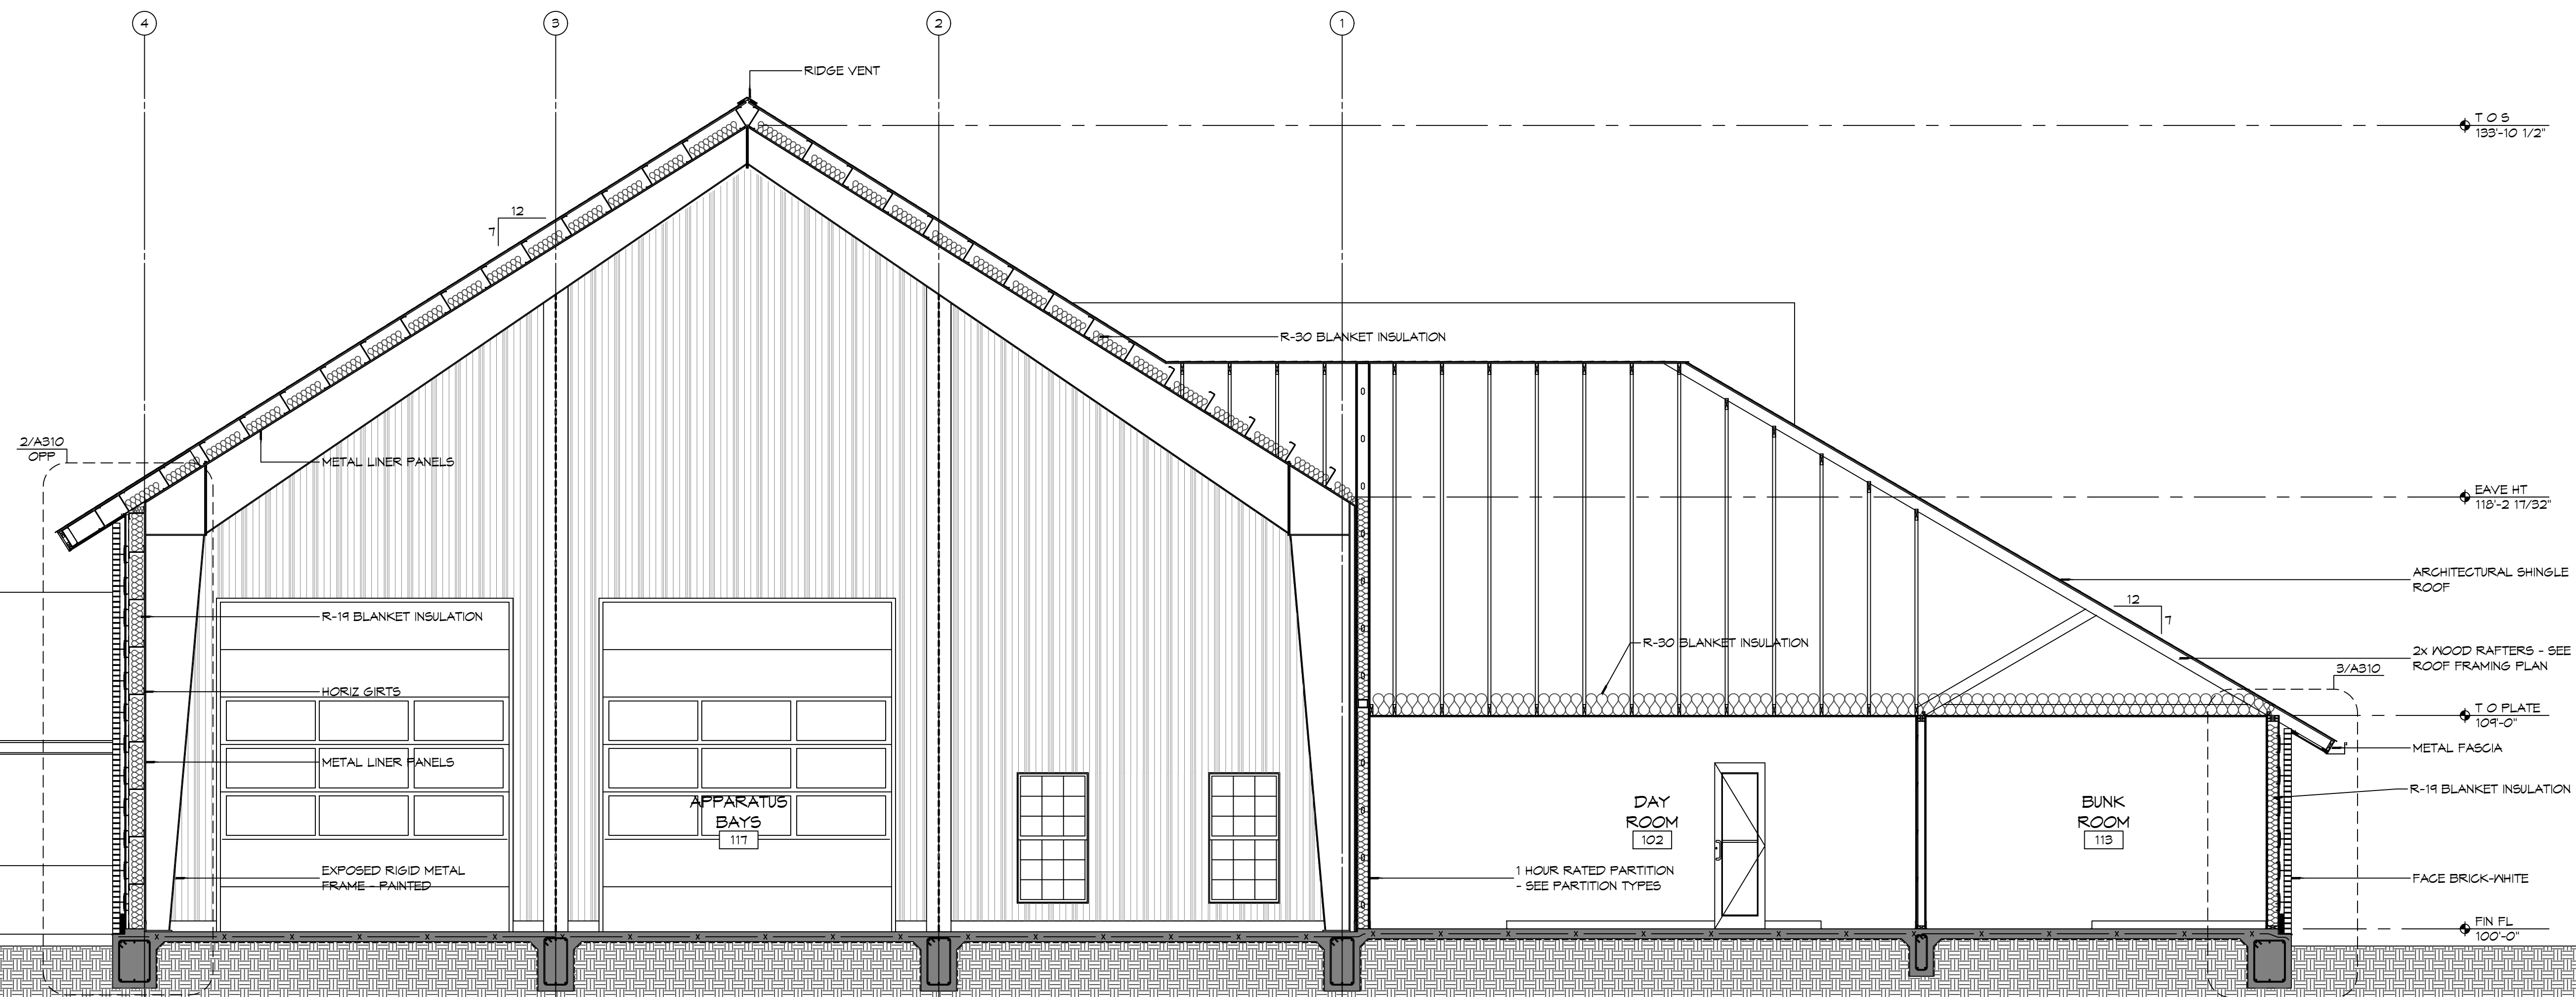 4
3
2
1
RIDGE VENT
T O S
133'-10 1/2"
12
7
R-30 BLANKET INSULATION
2/A310
OPP
METAL LINER PANELS
EAVE HT
118'-2 17/32"
ARCHITECTURAL SHINGLE
ROOF
12
7
R-19 BLANKET INSULATION
R-30 BLANKET INSULATION
2x WOOD RAFTERS - SEE
ROOF FRAMING PLAN
3/A310
HORIZ GIRTS
T O PLATE
109'-0"
METAL FASCIA
METAL LINER PANELS
R-19 BLANKET INSULATION
APPARATUS
BAYS
117
DAY
ROOM
102
BUNK
ROOM
113
EXPOSED RIGID METAL
FRAME - PAINTED
1 HOUR RATED PARTITION
- SEE PARTITION TYPES
FACE BRICK-WHITE
FIN FL
100'-0"